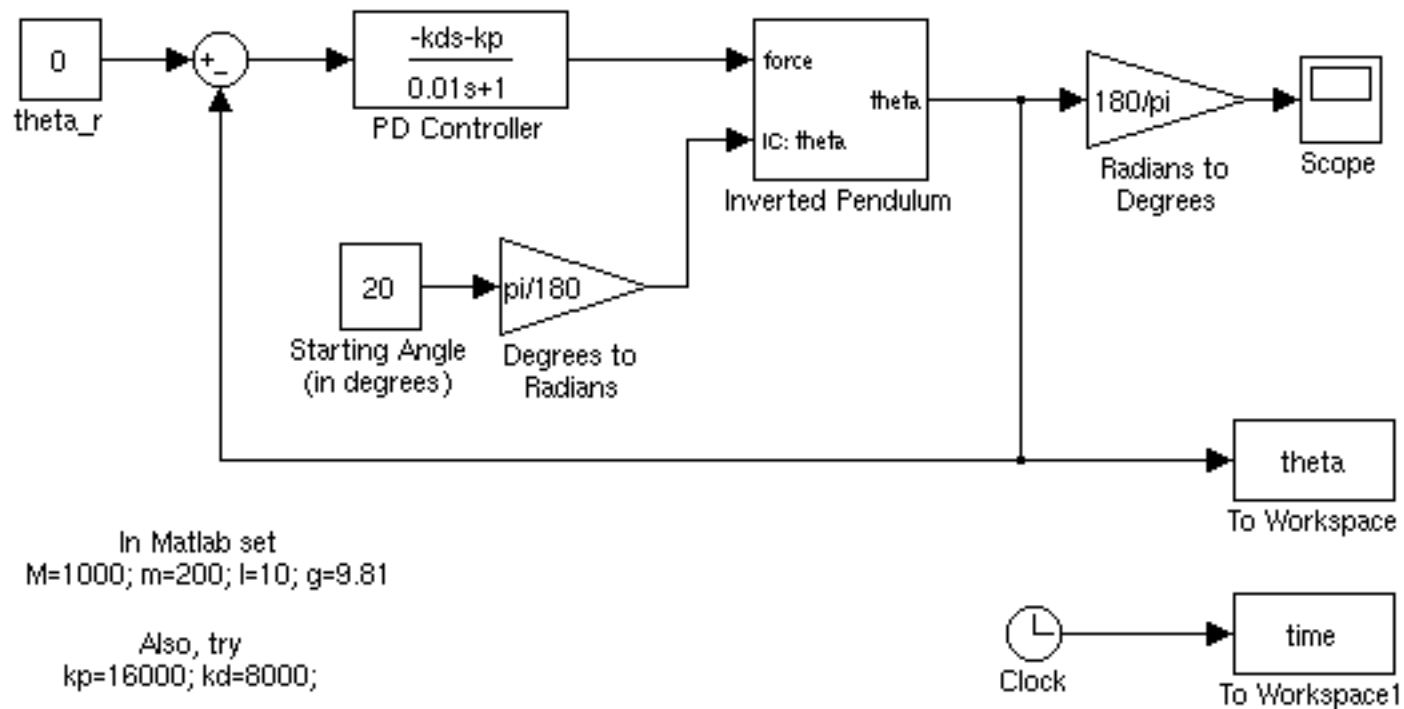 0
theta_r
+
-
-kds-kp
0.01s+1
PD Controller
force
theta
IC: theta
Inverted Pendulum
180/pi
Radians to
Degrees
Scope
20
Starting Angle
(in degrees)
pi/180
Degrees to
Radians
theta
To Workspace
In Matlab set
M=1000; m=200; l=10; g=9.81
Also, try
kp=16000; kd=8000;
Clock
time
To Workspace1